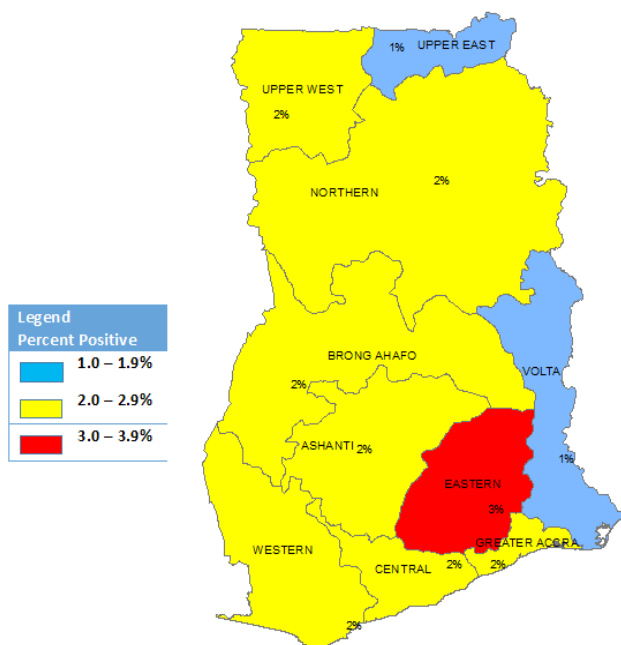 1%
UPPER EAST
UPPER WEST
2%
2%
NORTHERN
Legend
Percent Positive
1.0 – 1.9%
2.0 – 2.9%
3.0 – 3.9%
BRONG AHAFO
VOLTA
2%
ASHANTI
2%
1%
EASTERN
3%
WESTERN
GREATER ACCRA
CENTRAL
2%
2%
2%